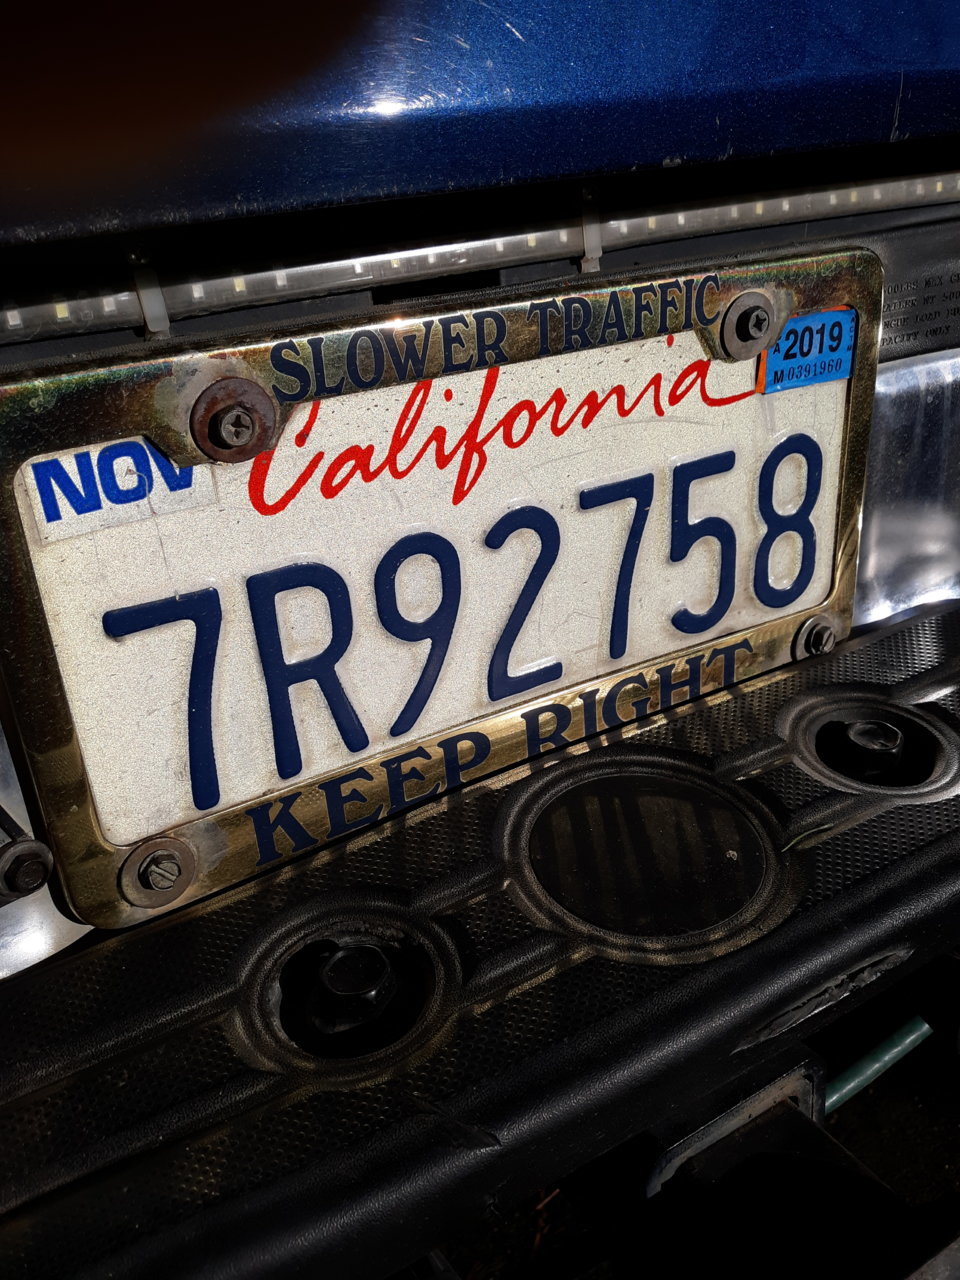 SLOWER TRAFFIC
California
NOV
2019
M0391960
7R92758
KEEP RIGHT